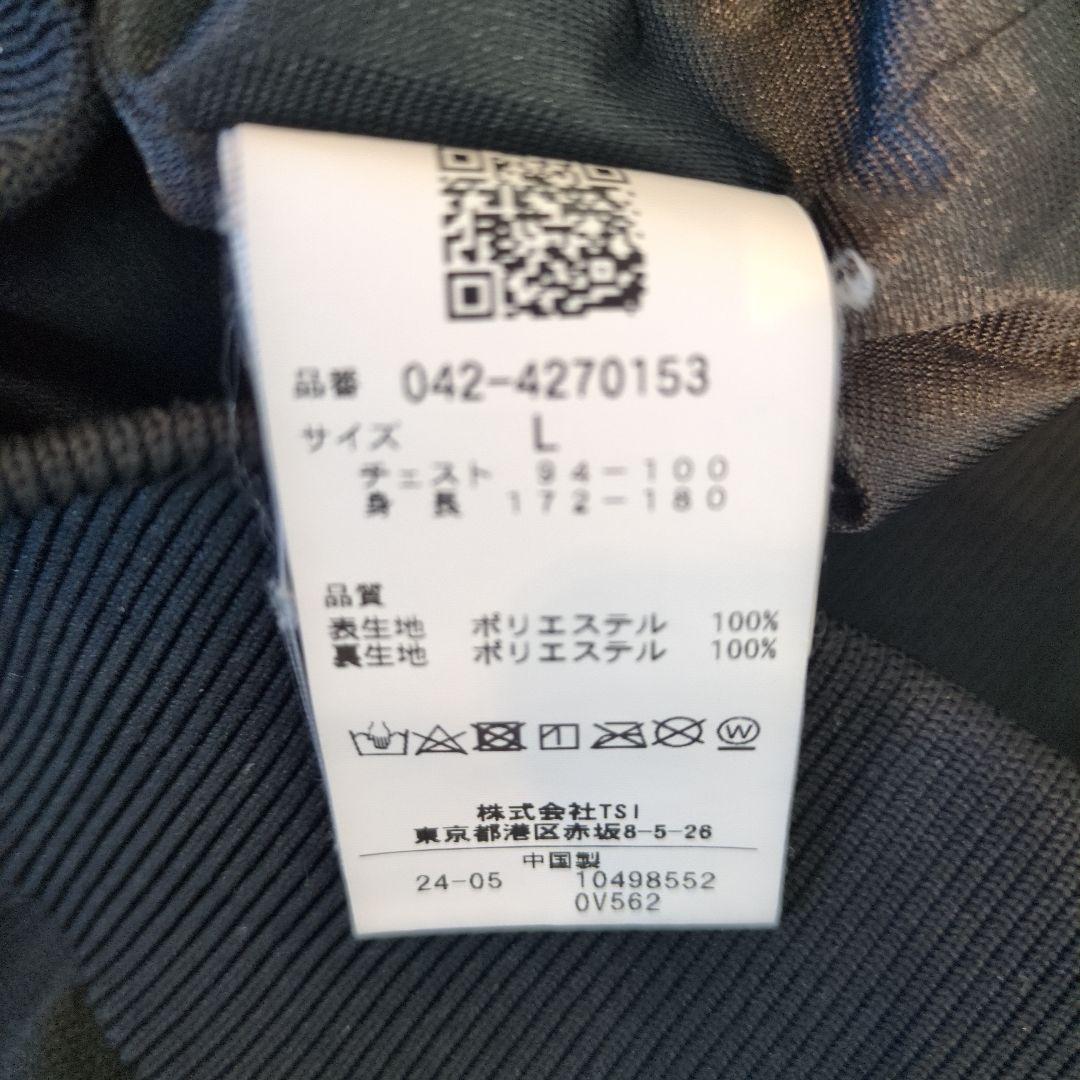 品番 042-4270153
サイズ L
チェスト 94-100
身 長 172-180
品質
表生地 ポリエステル 100%
裏生地 ポリエステル 100%
W
株式会社TSI
東京都港区赤坂8-5-26
中国製
24-05 10498552
0V562